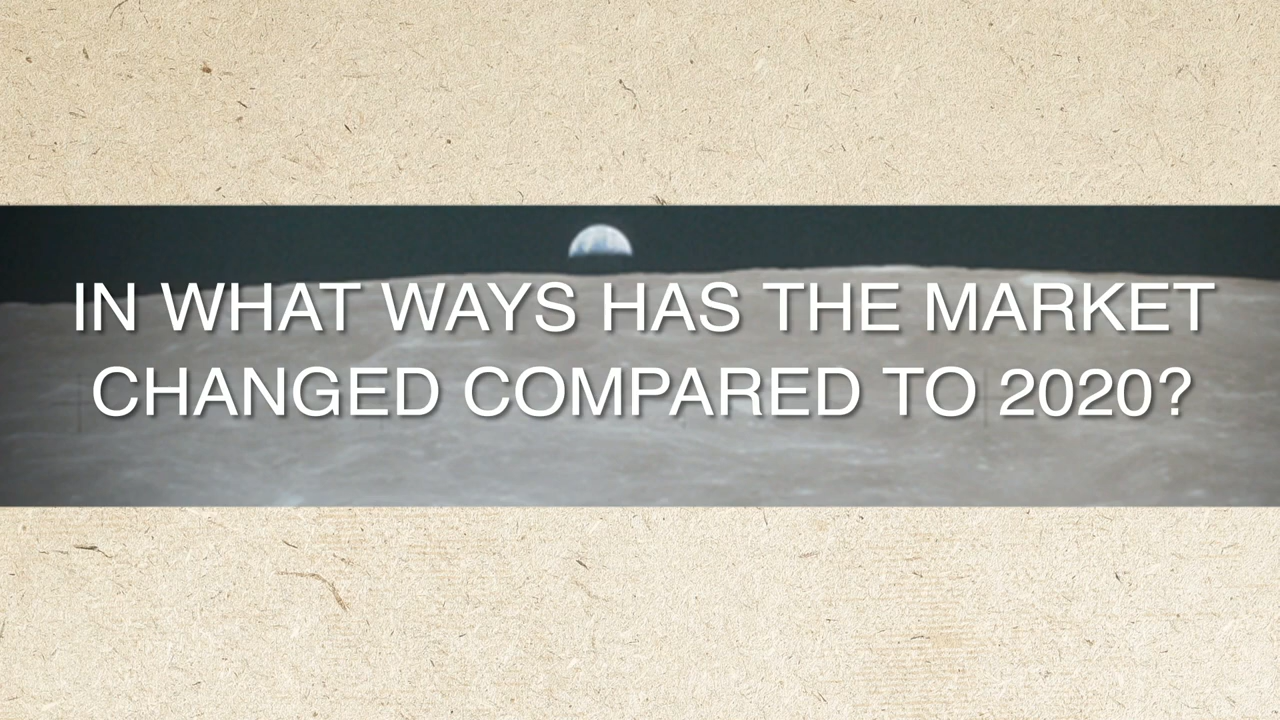 IN WHAT WAYS HAS THE MARKET
CHANGED COMPARED TO 2020?